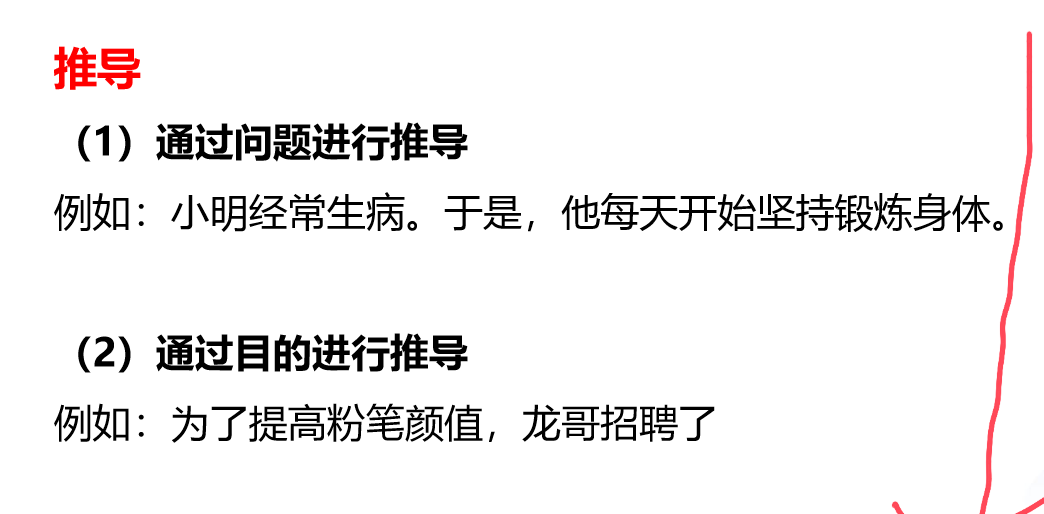 推导
（1）通过问题进行推导
例如：小明经常生病。于是，他每天开始坚持锻炼身体。
（2）通过目的进行推导
例如：为了提高粉笔颜值，龙哥招聘了